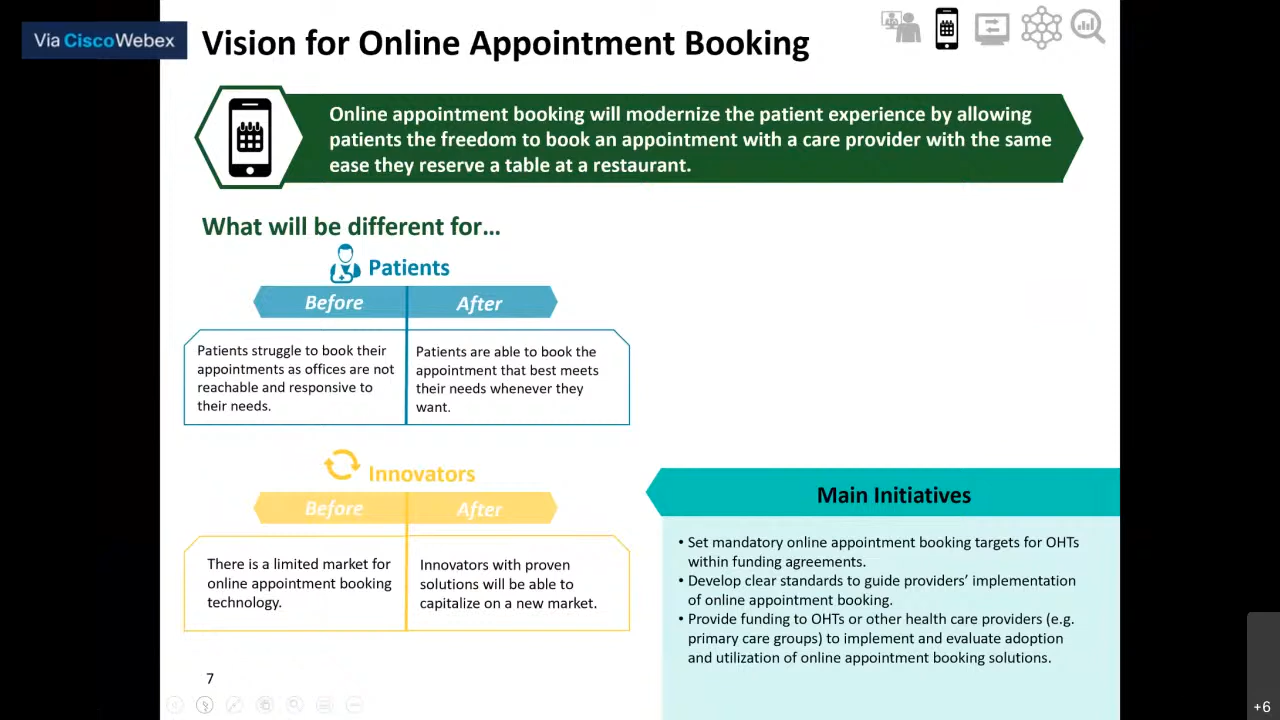 Via CiscoWebex
Vision for Online Appointment Booking
Online appointment booking will modernize the patient experience by allowing
patients the freedom to book an appointment with a care provider with the same
ease they reserve a table at a restaurant.
What will be different for…
Patients
Before
After
Patients struggle to book their
appointments as offices are not
reachable and responsive to
their needs.
Patients are able to book the
appointment that best meets
their needs whenever they
want.
Innovators
Before
After
There is a limited market for
online appointment booking
technology.
Innovators with proven
solutions will be able to
capitalize on a new market.
Main Initiatives
• Set mandatory online appointment booking targets for OHTs
within funding agreements.
• Develop clear standards to guide providers’ implementation
of online appointment booking.
• Provide funding to OHTs or other health care providers (e.g.
primary care groups) to implement and evaluate adoption
and utilization of online appointment booking solutions.
7
+6